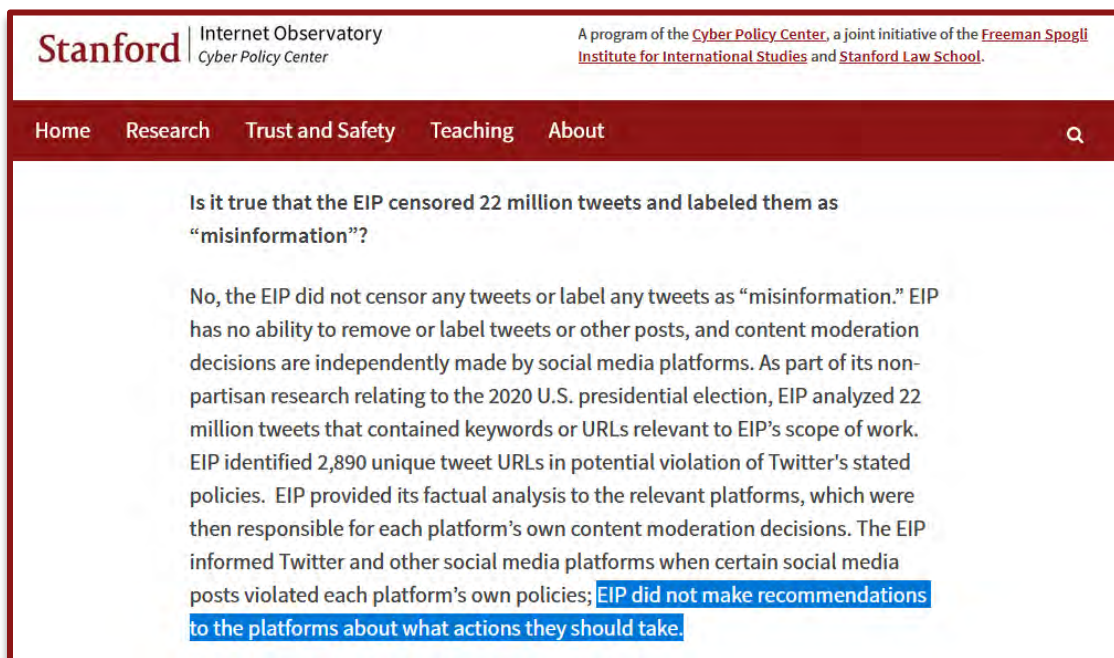 Stanford
Internet Observatory
Cyber Policy Center
A program of the Cyber Policy Center, a joint initiative of the Freeman Spogli
Institute for International Studies and Stanford Law School.
Home Research Trust and Safety Teaching About
Is it true that the EIP censored 22 million tweets and labeled them as
“misinformation”?
No, the EIP did not censor any tweets or label any tweets as “misinformation.” EIP
has no ability to remove or label tweets or other posts, and content moderation
decisions are independently made by social media platforms. As part of its non-
partisan research relating to the 2020 U.S. presidential election, EIP analyzed 22
million tweets that contained keywords or URLs relevant to EIP’s scope of work.
EIP identified 2,890 unique tweet URLs in potential violation of Twitter's stated
policies. EIP provided its factual analysis to the relevant platforms, which were
then responsible for each platform’s own content moderation decisions. The EIP
informed Twitter and other social media platforms when certain social media
posts violated each platform’s own policies; EIP did not make recommendations
to the platforms about what actions they should take.